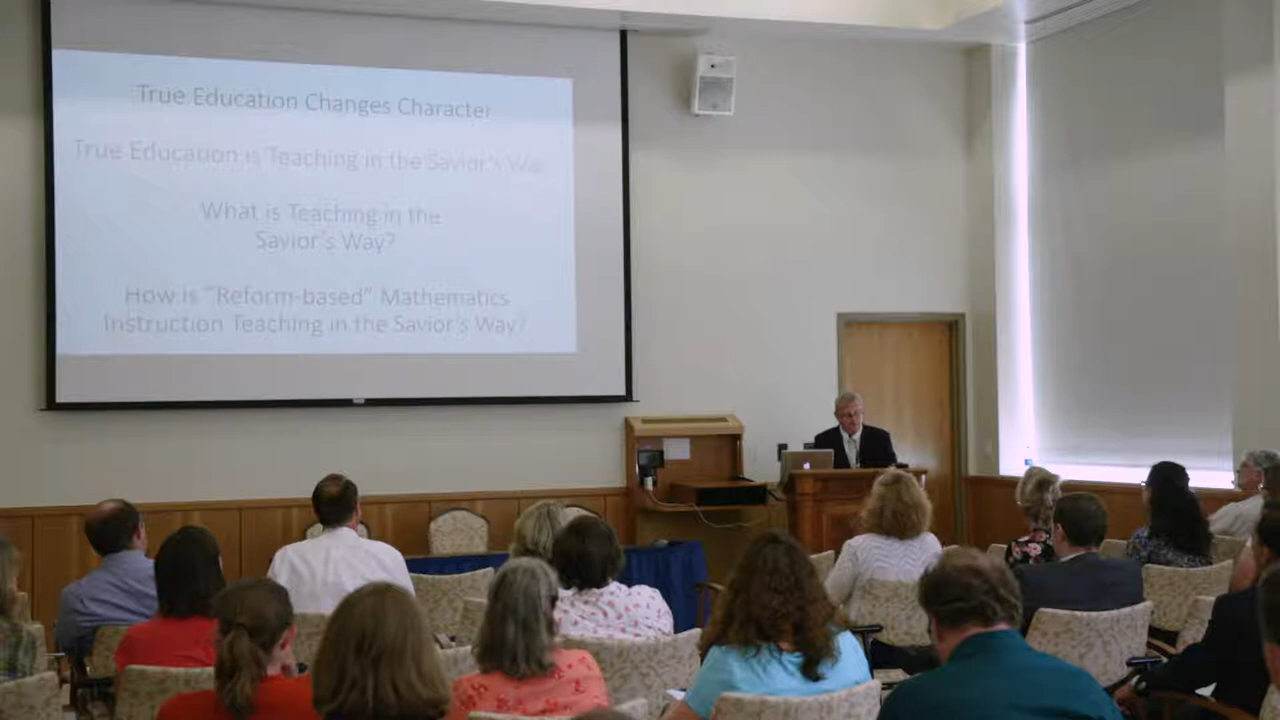 True Education Changes Character
True Education is Teaching in the Savior's Way
What is Teaching in the
Savior's Way?
How is "Reform-based" Mathematics
Instruction Teaching in the Savior's Way?